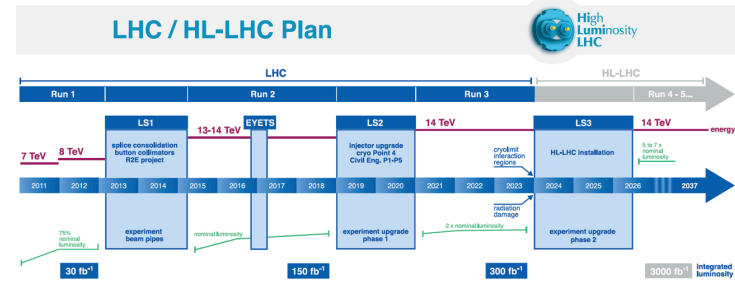 LHC / HL-LHC Plan
High
Luminosity
LHC
LHC
HL-LHC
Run 1
Run 2
Run 3
Run 4 - 5...
LS1
EYETS
LS2
LS3
splice consolidation
button collimators
R2E project
injector upgrade
cryo Point 4
Civil Eng. P1-P5
HL-LHC installation
7 TeV
8 TeV
13-14 TeV
14 TeV
14 TeV
energy
cryolimit
interaction
regions
5 to 7 x
nominal
luminosity
2011
2012
2013
2014
2015
2016
2017
2018
2019
2020
2021
2022
2023
2024
2025
2026
2037
radiation
damage
75%
nominal
luminosity
experiment
beam pipes
nominal luminosity
experiment upgrade
phase 1
2 x nominal luminosity
experiment upgrade
phase 2
30 fb⁻¹
150 fb⁻¹
300 fb⁻¹
3000 fb⁻¹
integrated
luminosity